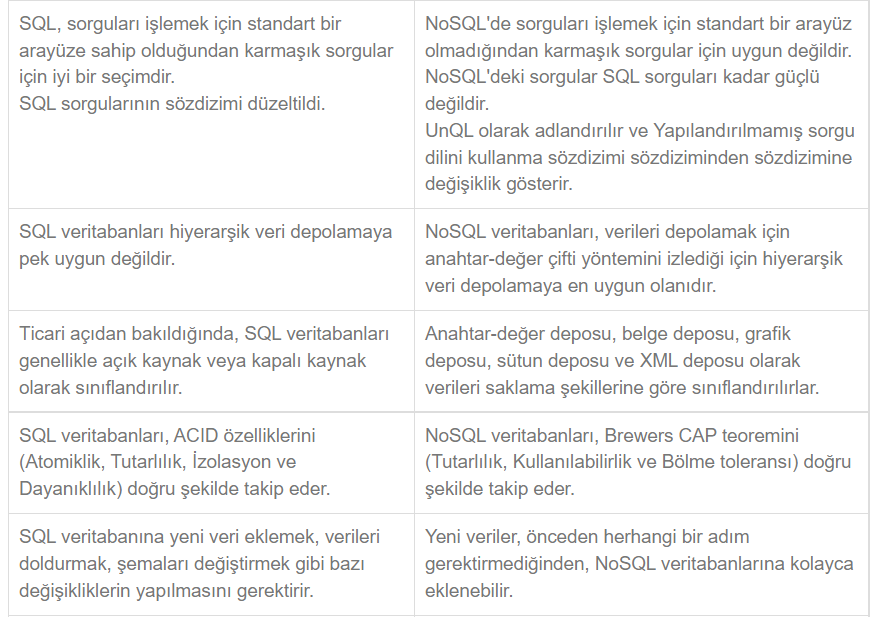 SQL, sorguları işlemek için standart bir
arayüze sahip olduğundan karmaşık sorgular
için iyi bir seçimdir.
SQL sorgularının sözdizimi düzeltildi.
NoSQL'de sorguları işlemek için standart bir arayüz
olmadığından karmaşık sorgular için uygun değildir.
NoSQL'deki sorgular SQL sorguları kadar güçlü
değildir.
UnQL olarak adlandırılır ve Yapılandırılmamış sorgu
dilini kullanma sözdizimi sözdiziminden sözdizimine
değişiklik gösterir.
SQL veritabanları hiyerarşik veri depolamaya
pek uygun değildir.
NoSQL veritabanları, verileri depolamak için
anahtar-değer çifti yöntemini izlediği için hiyerarşik
veri depolamaya en uygun olanıdır.
Ticari açıdan bakıldığında, SQL veritabanları
genellikle açık kaynak veya kapalı kaynak
olarak sınıflandırılır.
Anahtar-değer deposu, belge deposu, grafik
deposu, sütun deposu ve XML deposu olarak
verileri saklama şekillerine göre sınıflandırılırlar.
SQL veritabanları, ACID özelliklerini
(Atomiklik, Tutarlılık, İzolasyon ve
Dayanıklılık) doğru şekilde takip eder.
NoSQL veritabanları, Brewers CAP teoremini
(Tutarlılık, Kullanılabilirlik ve Bölme toleransı) doğru
şekilde takip eder.
SQL veritabanına yeni veri eklemek, verileri
doldurmak, şemaları değiştirmek gibi bazı
değişikliklerin yapılmasını gerektirir.
Yeni veriler, önceden herhangi bir adım
gerektirmediğinden, NoSQL veritabanlarına kolayca
eklenebilir.